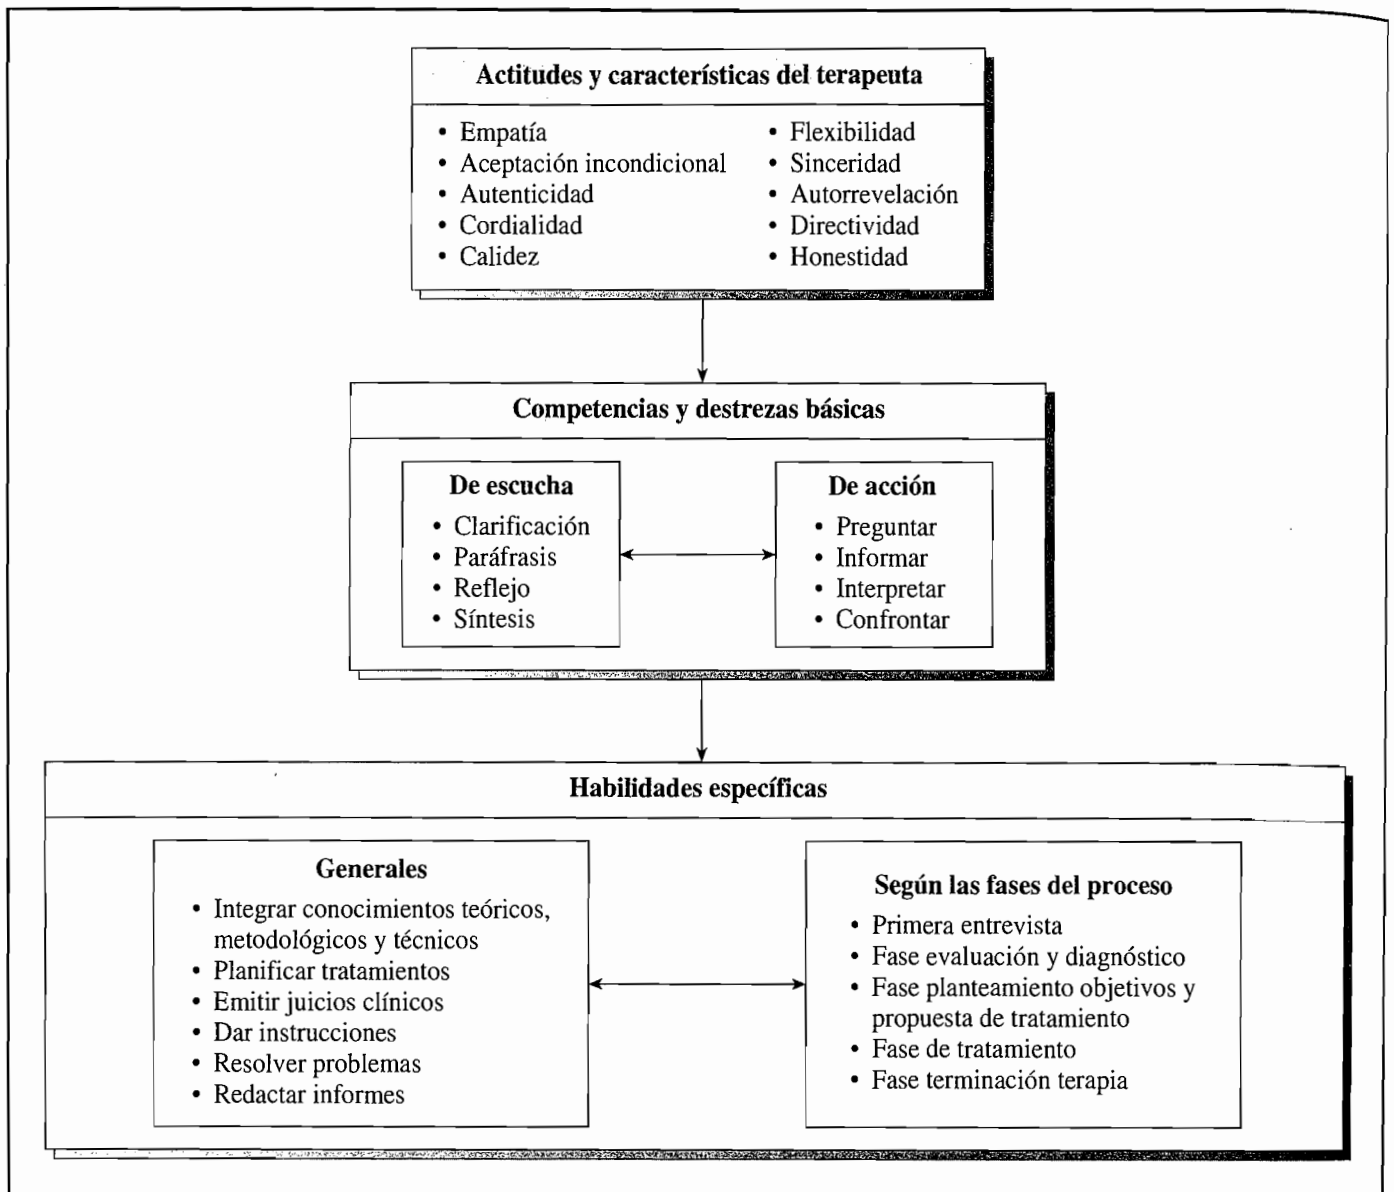 Actitudes y características del terapeuta
• Empatía
• Aceptación incondicional
• Autenticidad
• Cordialidad
• Calidez
• Flexibilidad
• Sinceridad
• Autorrevelación
• Directividad
• Honestidad
Competencias y destrezas básicas
De escucha
• Clarificación
• Paráfrasis
• Reflejo
• Síntesis
De acción
• Preguntar
• Informar
• Interpretar
• Confrontar
Habilidades específicas
Generales
• Integrar conocimientos teóricos,
metodológicos y técnicos
• Planificar tratamientos
• Emitir juicios clínicos
• Dar instrucciones
• Resolver problemas
• Redactar informes
Según las fases del proceso
• Primera entrevista
• Fase evaluación y diagnóstico
• Fase planteamiento objetivos y
propuesta de tratamiento
• Fase de tratamiento
• Fase terminación terapia